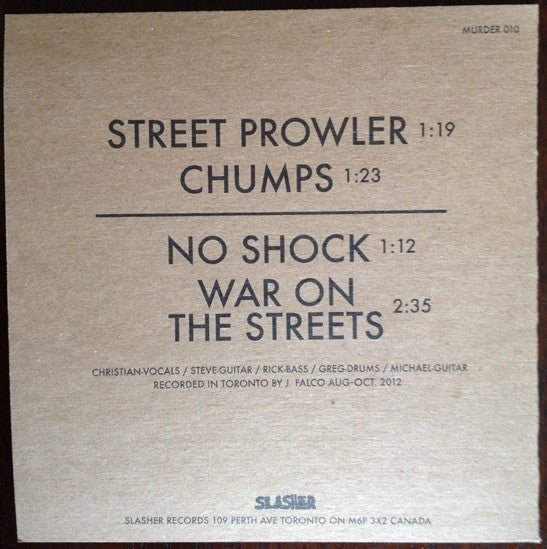 MURDER 010
STREET PROWLER 1:19
CHUMPS 1:23
NO SHOCK 1:12
WAR ON
THE STREETS 2:35
CHRISTIAN-VOCALS / STEVE-GUITAR / RICK-BASS / GREG-DRUMS / MICHAEL-GUITAR
RECORDED IN TORONTO BY J. FALCO AUG-OCT. 2012
SLASHER
SLASHER RECORDS 109 PERTH AVE TORONTO ON M6P 3X2 CANADA